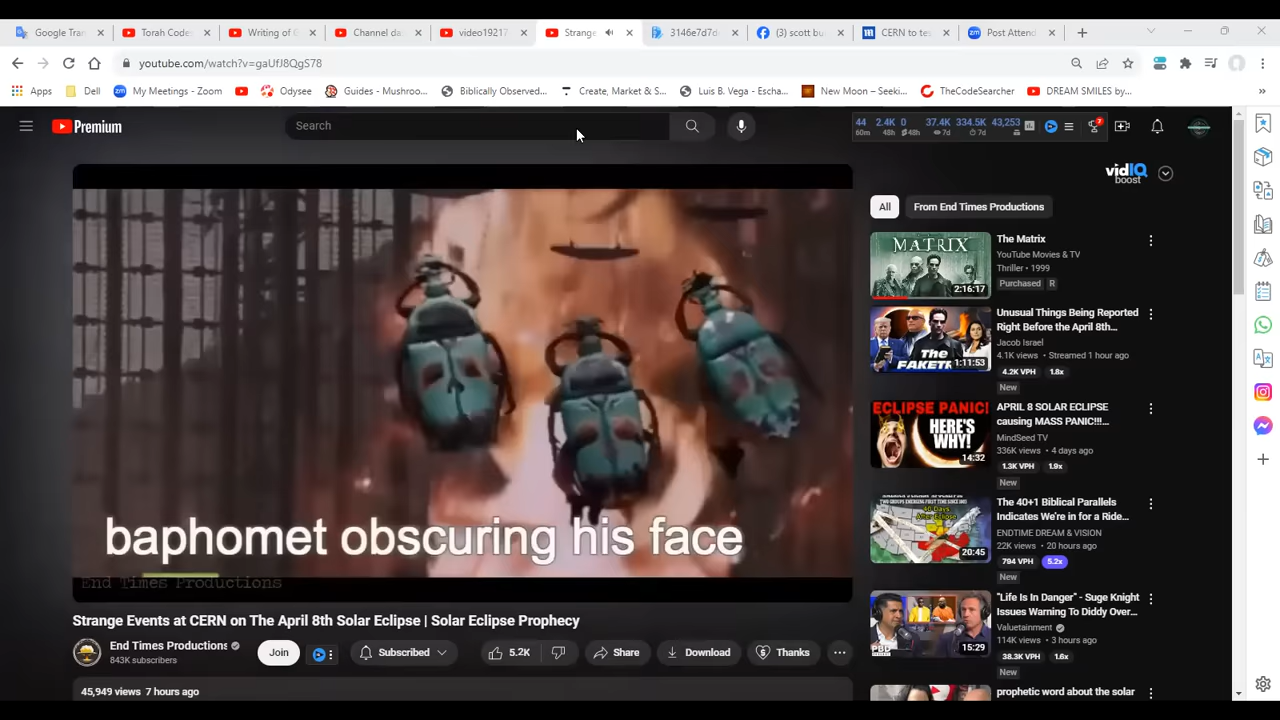 Google Tran
Torah Codes
Writing of G
Channel das
video19217
Strange
3146e7d7d
(3) scott bu
CERN to te
Post Attend
youtube.com/watch?v=gaUfJ8QgS78
Apps
Dell
My Meetings - Zoom
Odysee
Guides - Mushroo...
Biblically Observed...
Create, Market & S...
Luis B. Vega - Escha...
New Moon – Seeki...
TheCodeSearcher
DREAM SMILES by...
Premium
Search
44 2.4K 0 37.4K 334.5K 43,253
60m 48h 48h 7d 7d
7
vidIQ
boost
All
From End Times Productions
baphomet obscuring his face
End Times Productions
MATRIX
2:16:17
The Matrix
YouTube Movies & TV
Thriller • 1999
Purchased R
The
FAKETR
1:11:53
Unusual Things Being Reported
Right Before the April 8th...
Jacob Israel
4.1K views • Streamed 1 hour ago
4.2K VPH 1.8x
New
ECLIPSE PANIC!
HERE'S
WHY!
14:32
APRIL 8 SOLAR ECLIPSE
causing MASS PANIC!!!...
MindSeed TV
336K views • 4 days ago
1.3K VPH 1.9x
New
20:45
The 40+1 Biblical Parallels
Indicates We're in for a Ride...
ENDTIME DREAM & VISION
22K views • 20 hours ago
794 VPH 5.2x
New
PBD
15:29
"Life Is In Danger" - Suge Knight
Issues Warning To Diddy Over...
Valuetainment
114K views • 3 hours ago
38.3K VPH 1.6x
New
prophetic word about the solar
Strange Events at CERN on The April 8th Solar Eclipse | Solar Eclipse Prophecy
End Times Productions
843K subscribers
Join
Subscribed
5.2K
Share
Download
Thanks
45,949 views 7 hours ago